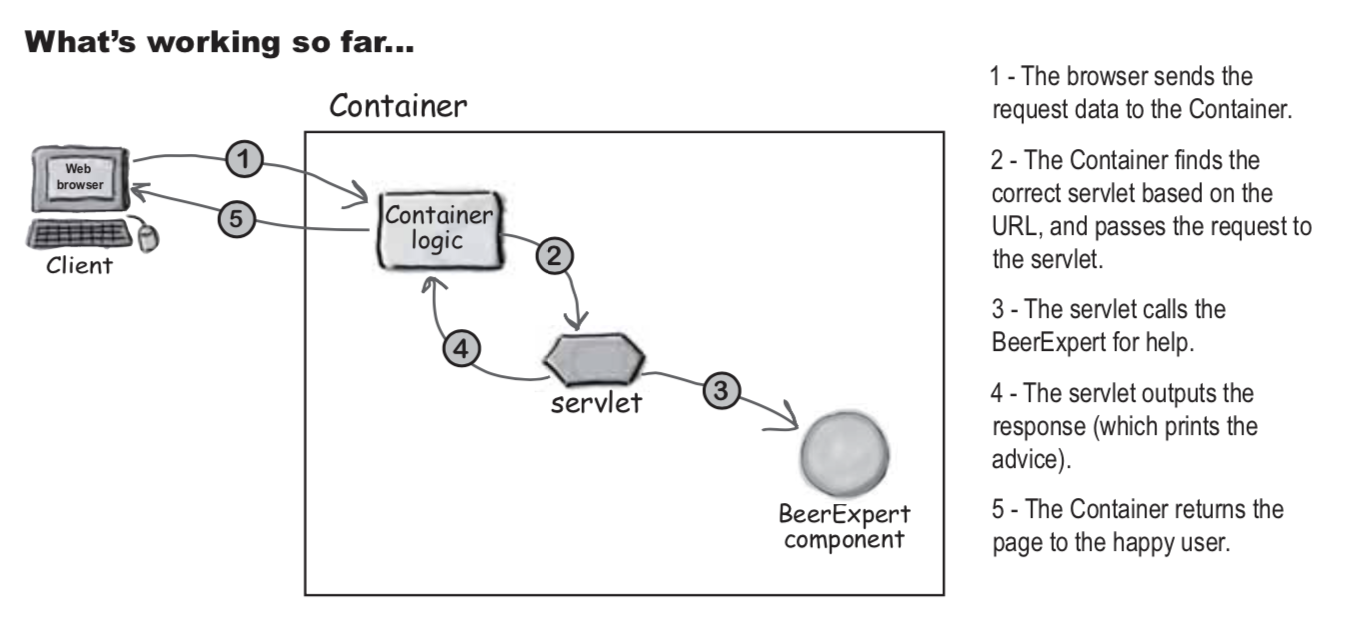 What's working so far...
Container
Web
browser
Client
1
5
Container
logic
2
4
servlet
3
BeerExpert
component
1 - The browser sends the
request data to the Container.
2 - The Container finds the
correct servlet based on the
URL, and passes the request to
the servlet.
3 - The servlet calls the
BeerExpert for help.
4 - The servlet outputs the
response (which prints the
advice).
5 - The Container returns the
page to the happy user.